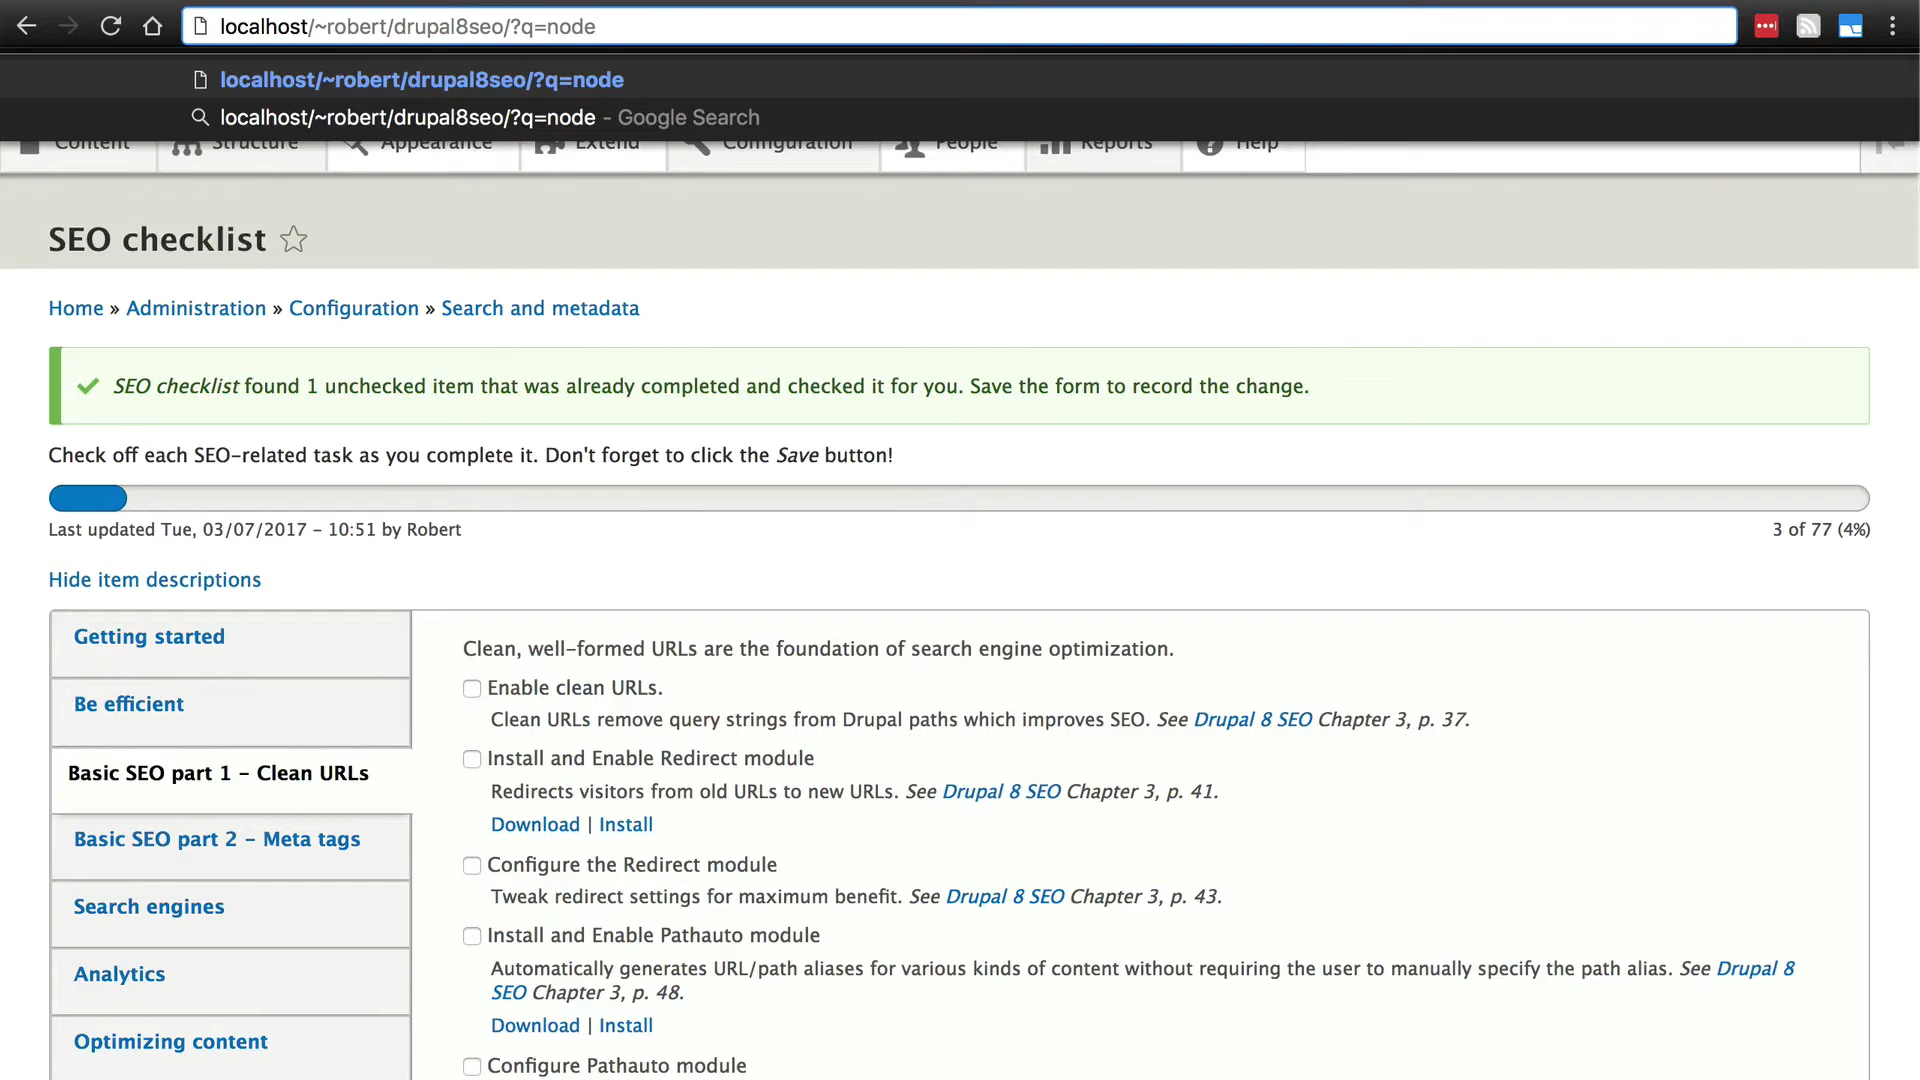 localhost/~robert/drupal8seo/?q=node
localhost/~robert/drupal8seo/?q=node
localhost/~robert/drupal8seo/?q=node - Google Search
Content Structure Appearance Extend Configuration People Reports Help
SEO checklist
Home » Administration » Configuration » Search and metadata
SEO checklist found 1 unchecked item that was already completed and checked it for you. Save the form to record the change.
Check off each SEO-related task as you complete it. Don't forget to click the Save button!
Last updated Tue, 03/07/2017 - 10:51 by Robert
3 of 77 (4%)
Hide item descriptions
Getting started
Be efficient
Basic SEO part 1 - Clean URLs
Basic SEO part 2 - Meta tags
Search engines
Analytics
Optimizing content
Clean, well-formed URLs are the foundation of search engine optimization.
Enable clean URLs.
Clean URLs remove query strings from Drupal paths which improves SEO. See Drupal 8 SEO Chapter 3, p. 37.
Install and Enable Redirect module
Redirects visitors from old URLs to new URLs. See Drupal 8 SEO Chapter 3, p. 41.
Download | Install
Configure the Redirect module
Tweak redirect settings for maximum benefit. See Drupal 8 SEO Chapter 3, p. 43.
Install and Enable Pathauto module
Automatically generates URL/path aliases for various kinds of content without requiring the user to manually specify the path alias. See Drupal 8
SEO Chapter 3, p. 48.
Download | Install
Configure Pathauto module